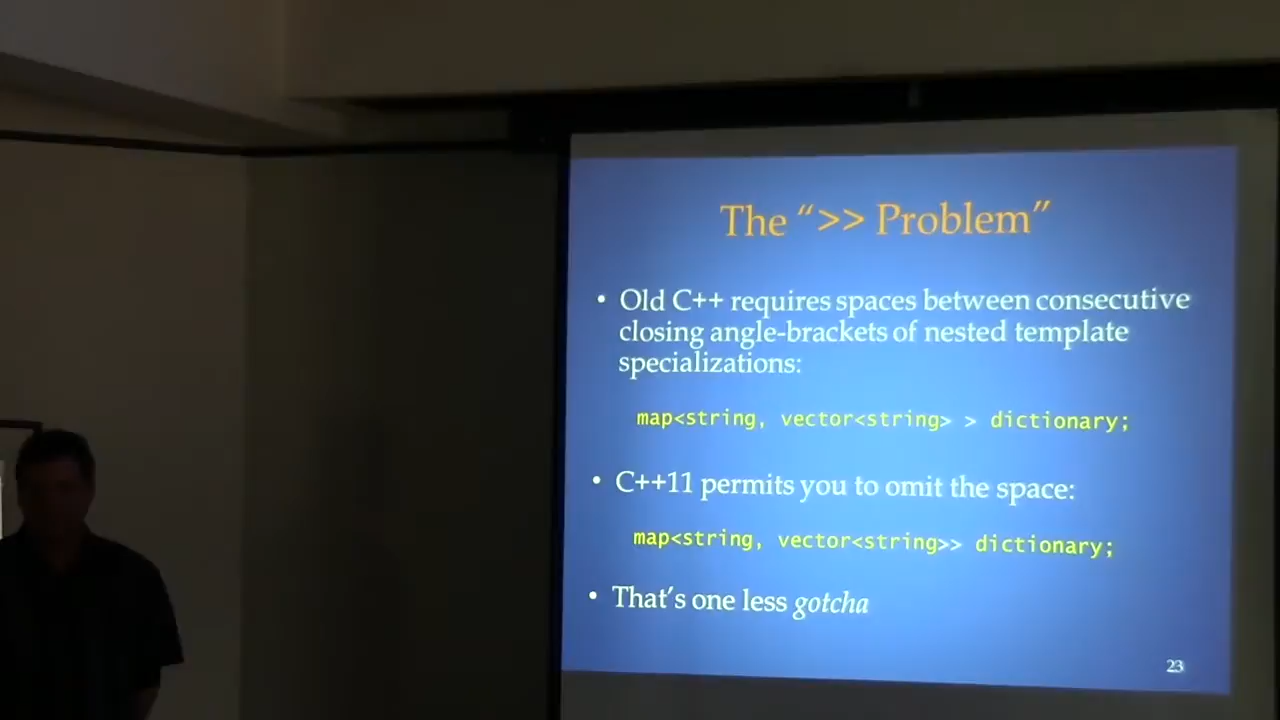 The “>> Problem”
• Old C++ requires spaces between consecutive
closing angle-brackets of nested template
specializations:
map<string, vector<string> > dictionary;
• C++11 permits you to omit the space:
map<string, vector<string>> dictionary;
• That’s one less gotcha
23